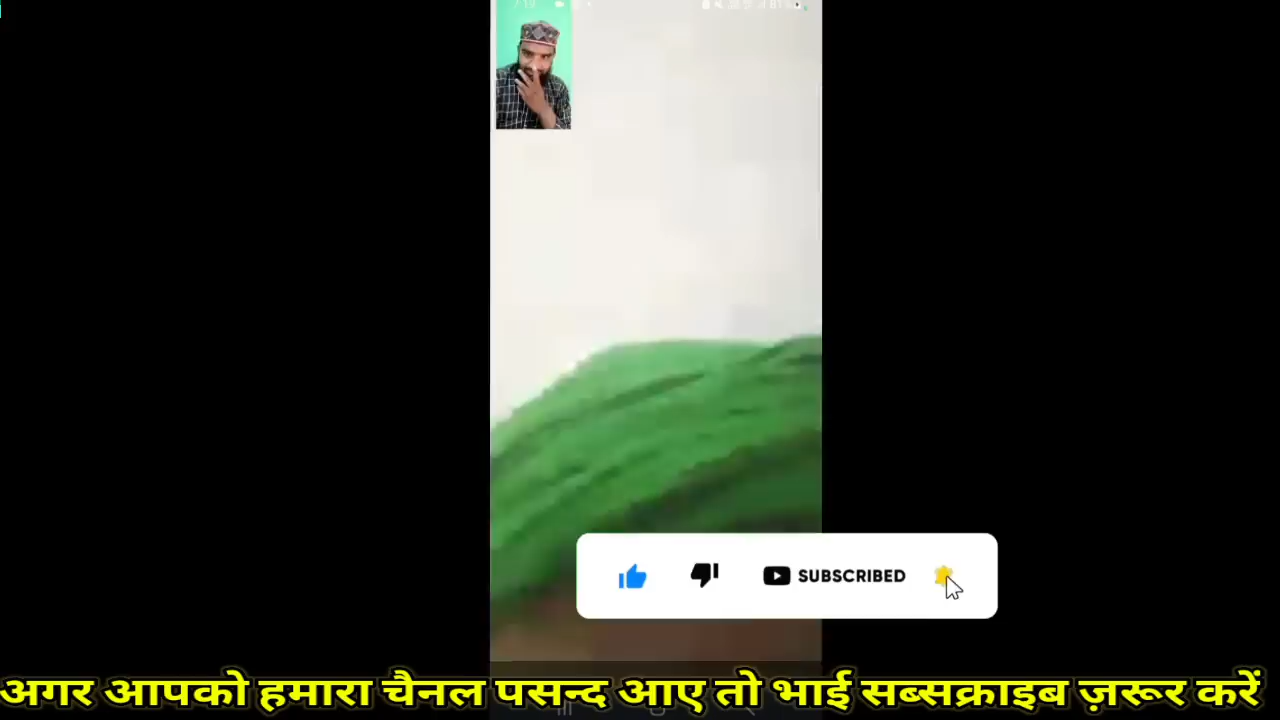 SUBSCRIBED
अगर आपको हमारा चैनल पसन्द आए तो भाई सब्सक्राइब ज़रूर करें